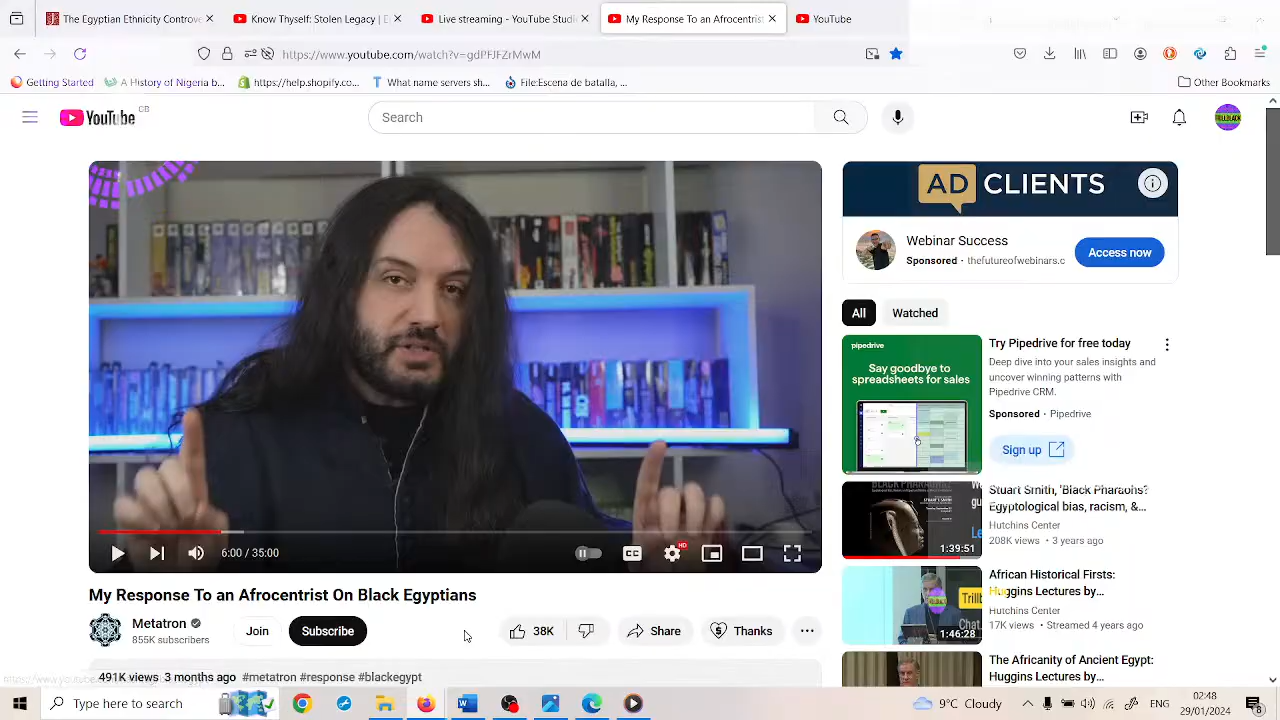 The Ethnic Electrochic Controve
Know Thyself: Stolen Legacy | E
Live streaming - YouTube Studio
My Response To an Afrocentrist
YouTube
https://www.youtube.com/watch?v=gdPFJFZrMwM
Getting Started
A History of Nigeria b...
https://help.shopify.co...
What name servers sh...
File:Escena de batalla, ...
Other Bookmarks
YouTube GB
Search
TRILLBLACK
AD CLIENTS
Webinar Success
Sponsored · thefutureofwebinars.c
Access now
All
Watched
pipedrive
Say goodbye to
spreadsheets for sales
Try Pipedrive for free today
Deep dive into your sales insights and
uncover winning patterns with
Pipedrive CRM.
Sponsored · Pipedrive
Sign up
6:00 / 35:00
CC
HD
Stuart Smith, 'Black Pharaohs?
Egyptological bias, racism, &...
Hutchins Center
208K views • 3 years ago
1:39:51
African Historical Firsts:
Huggins Lectures by...
Hutchins Center
17K views • Streamed 4 years ago
1:46:28
The Africanity of Ancient Egypt:
Huggins Lectures by...
My Response To an Afrocentrist On Black Egyptians
Metatron
855K subscribers
Join
Subscribe
38K
Share
Thanks
491K views 3 months ago #metatron #response #blackegypt
Type here to search
9°C Cloudy
ENG
02:48
29/01/2024